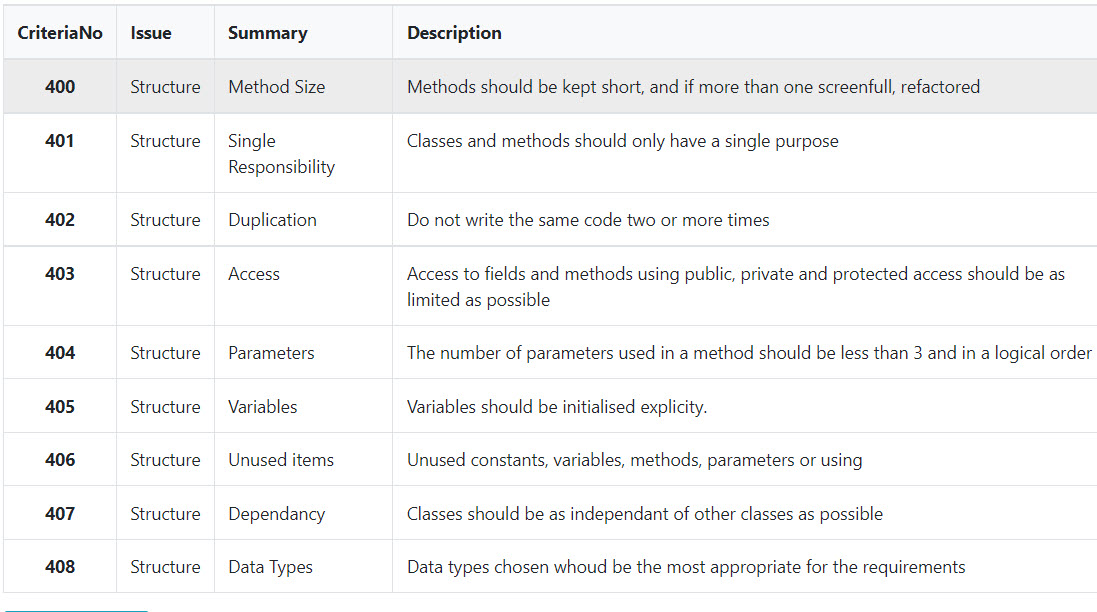 CriteriaNo Issue Summary Description
400 Structure Method Size Methods should be kept short, and if more than one screenfull, refactored
401 Structure Single Classes and methods should only have a single purpose
Responsibility
402 Structure Duplication Do not write the same code two or more times
403 Structure Access Access to fields and methods using public, private and protected access should be as
limited as possible
404 Structure Parameters The number of parameters used in a method should be less than 3 and in a logical order
405 Structure Variables Variables should be initialised explicity.
406 Structure Unused items Unused constants, variables, methods, parameters or using
407 Structure Dependancy Classes should be as independant of other classes as possible
408 Structure Data Types Data types chosen whoud be the most appropriate for the requirements